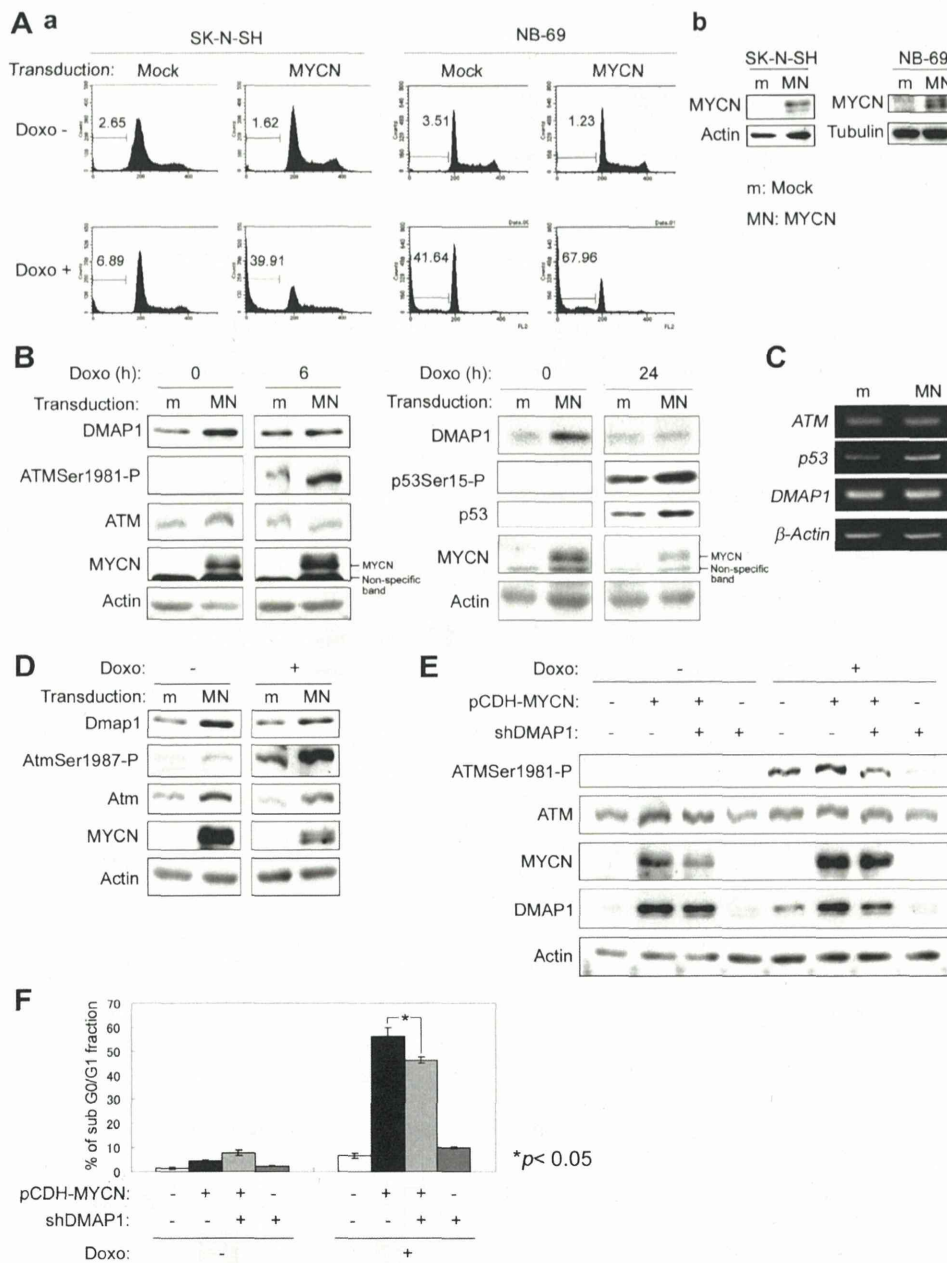 A a
SK-N-SH NB-69
Transduction: Mock MYCN Mock MYCN
Doxo - 2.65 1.62 3.51 1.23
Doxo + 6.89 39.91 41.64 67.96
b
SK-N-SH NB-69
m MN m MN
MYCN MYCN
Actin Tubulin
m: Mock
MN: MYCN
B
Doxo (h): 0 6
Transduction: m MN m MN
DMAP1
ATMSer1981-P
ATM
MYCN
MYCN
Non-specific
band
Actin
Doxo (h): 0 24
Transduction: m MN m MN
DMAP1
p53Ser15-P
p53
MYCN
MYCN
Non-specific
band
Actin
C
m MN
ATM
p53
DMAP1
β-Actin
D
Doxo: - +
Transduction: m MN m MN
Dmap1
AtmSer1987-P
Atm
MYCN
Actin
E
Doxo: - +
pCDH-MYCN: - + + - - + + -
shDMAP1: - - + + - - + +
ATMSer1981-P
ATM
MYCN
DMAP1
Actin
F
% of sub G0/G1 fraction
70
60
50
40
30
20
10
0
*
*p< 0.05
pCDH-MYCN: - + + - - + + -
shDMAP1: - - + + - - + +
Doxo: - +